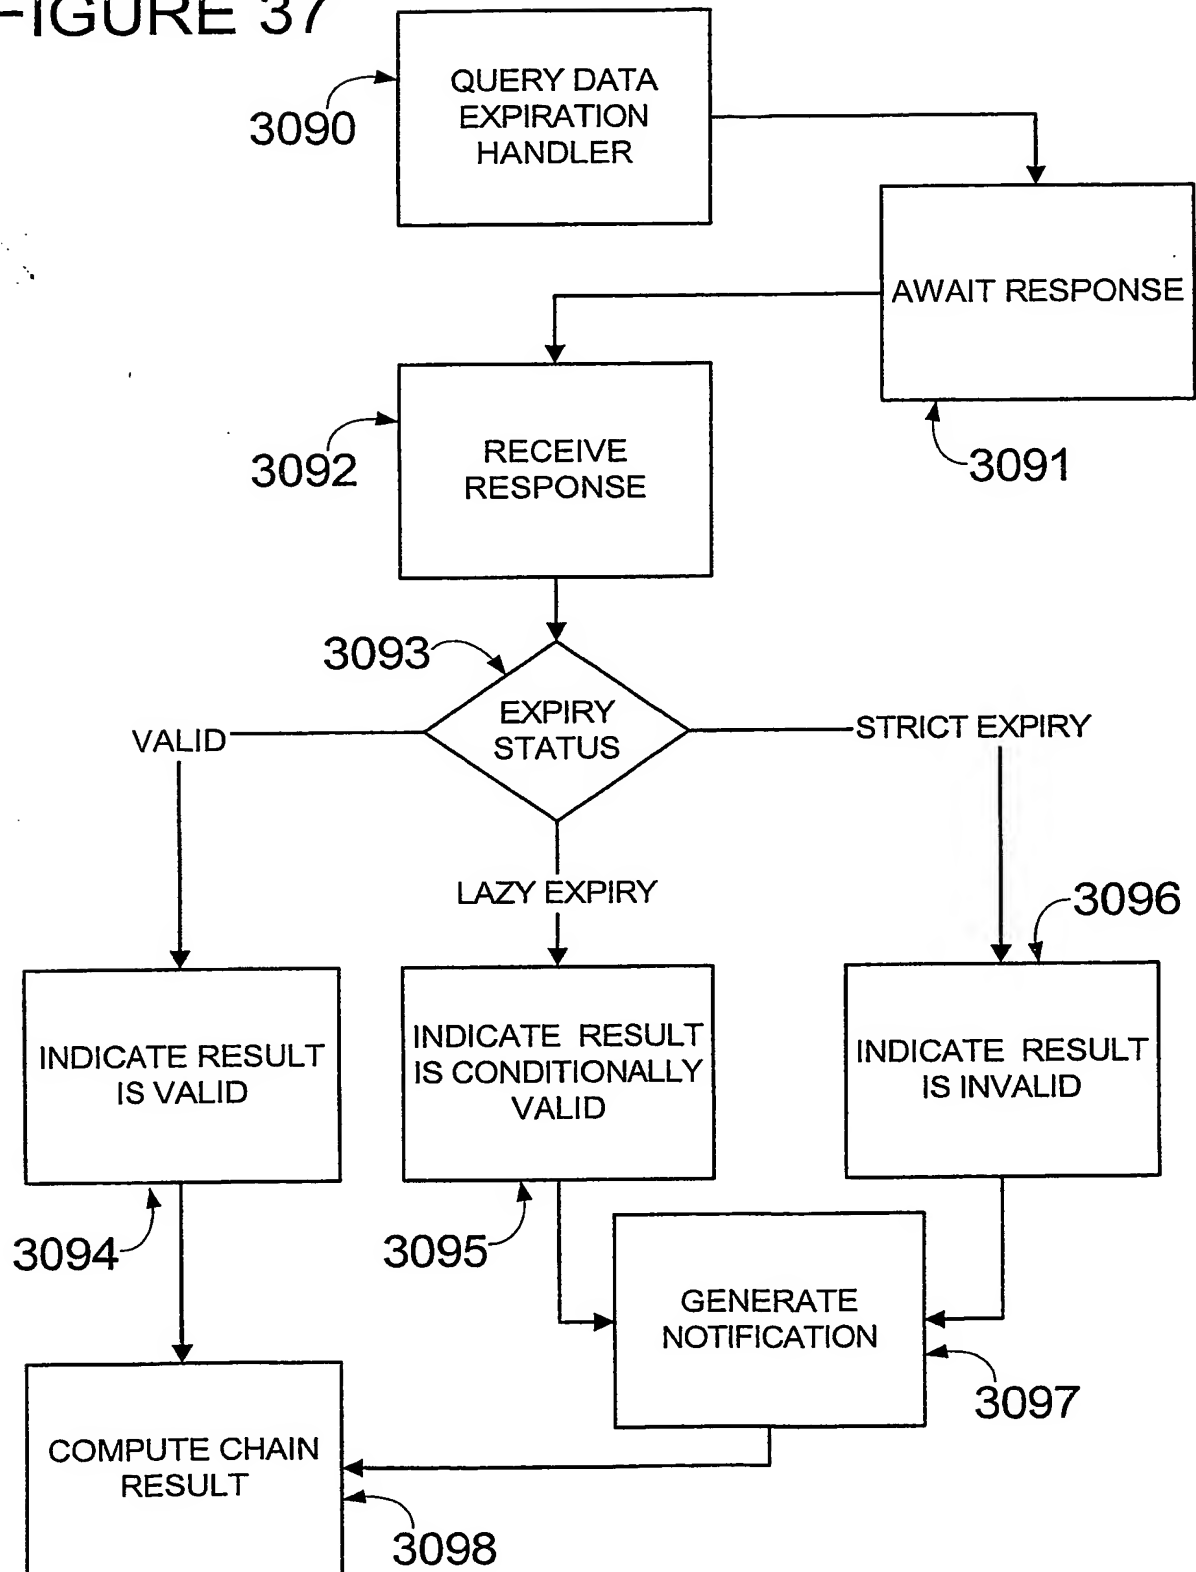 FIGURE 37
QUERY DATA
EXPIRATION
HANDLER
3090
AWAIT RESPONSE
3091
RECEIVE
RESPONSE
3092
3093
EXPIRY
STATUS
VALID
STRICT EXPIRY
LAZY EXPIRY
3096
INDICATE RESULT
IS VALID
INDICATE RESULT
IS CONDITIONALLY
VALID
INDICATE RESULT
IS INVALID
3094
3095
GENERATE
NOTIFICATION
3097
COMPUTE CHAIN
RESULT
3098